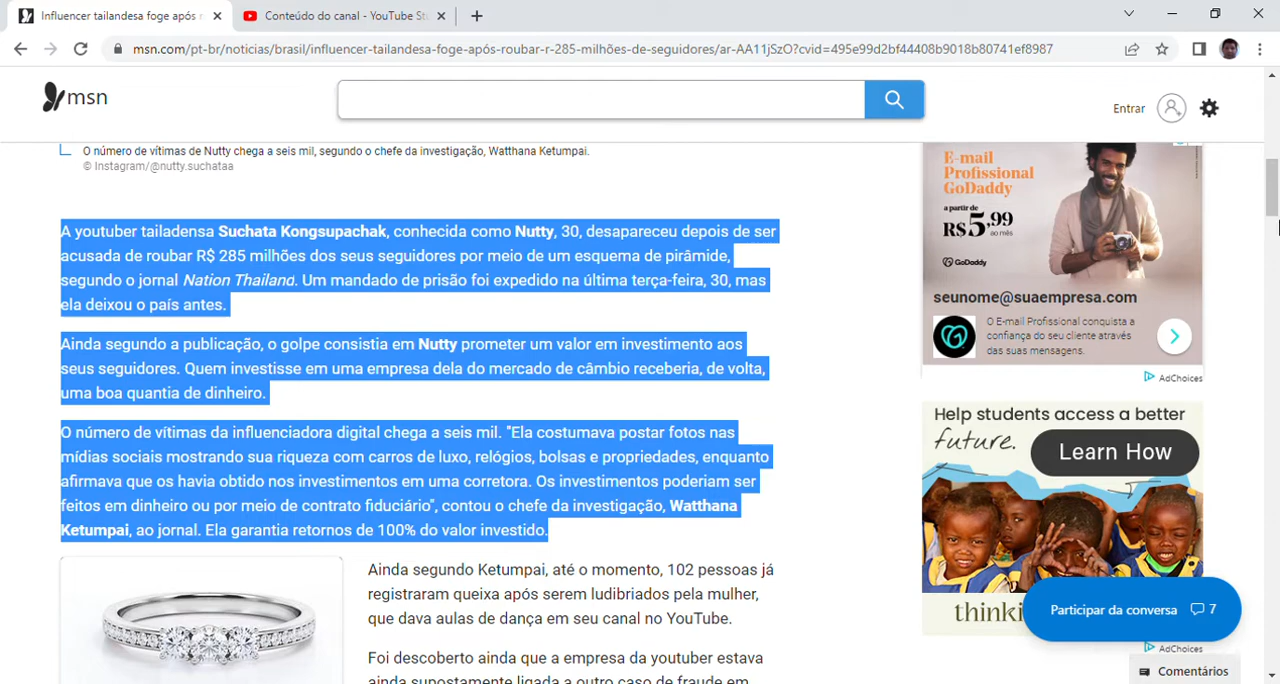 Influencer tailandesa foge após r
Conteúdo do canal - YouTube St
msn.com/pt-br/noticias/brasil/influencer-tailandesa-foge-após-roubar-r-285-milhões-de-seguidores/ar-AA11jSzO?cvid=495e99d2bf44408b9018b80741ef8987
msn
Entrar
O número de vítimas de Nutty chega a seis mil, segundo o chefe da investigação, Watthana Ketumpai.
© Instagram/@nutty.suchataa
A youtuber tailadensa Suchata Kongsupachak, conhecida como Nutty, 30, desapareceu depois de ser
acusada de roubar R$ 285 milhões dos seus seguidores por meio de um esquema de pirâmide,
segundo o jornal Nation Thailand. Um mandado de prisão foi expedido na última terça-feira, 30, mas
ela deixou o país antes.
Ainda segundo a publicação, o golpe consistia em Nutty prometer um valor em investimento aos
seus seguidores. Quem investisse em uma empresa dela do mercado de câmbio receberia, de volta,
uma boa quantia de dinheiro.
O número de vítimas da influenciadora digital chega a seis mil. "Ela costumava postar fotos nas
mídias sociais mostrando sua riqueza com carros de luxo, relógios, bolsas e propriedades, enquanto
afirmava que os havia obtido nos investimentos em uma corretora. Os investimentos poderiam ser
feitos em dinheiro ou por meio de contrato fiduciário", contou o chefe da investigação, Watthana
Ketumpai, ao jornal. Ela garantia retornos de 100% do valor investido.
Ainda segundo Ketumpai, até o momento, 102 pessoas já
registraram queixa após serem ludibriados pela mulher,
que dava aulas de dança em seu canal no YouTube.
Foi descoberto ainda que a empresa da youtuber estava
ainda supostamente ligada a outro caso de fraude em
E-mail
Profissional
GoDaddy
a partir de
R$5,99
ao mês
GoDaddy
seunome@suaempresa.com
O E-mail Profissional conquista a
confiança do seu cliente através
das suas mensagens.
AdChoices
Help students access a better
future.
Learn How
thinki
Participar da conversa 7
AdChoices
Comentários